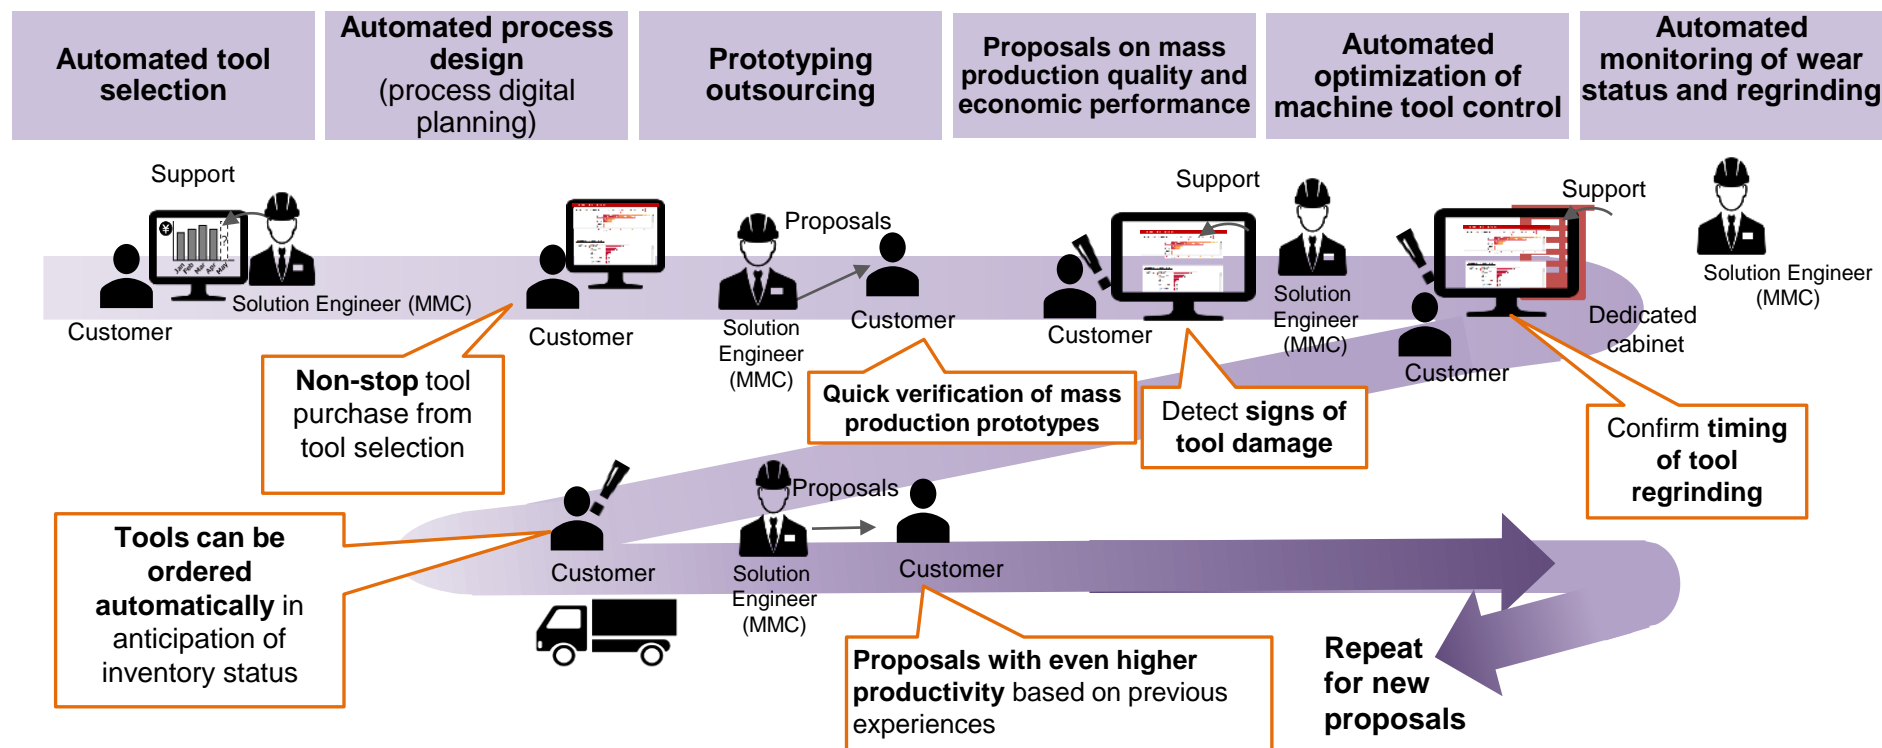 Automated tool
selection
Automated process
design
(process digital
planning)
Prototyping
outsourcing
Proposals on mass
production quality and
economic performance
Automated
optimization of
machine tool control
Automated
monitoring of wear
status and regrinding
Support
¥
Jan
Feb
Mar
Apr
May
Customer
Solution Engineer (MMC)
Customer
Proposals
Solution
Engineer
(MMC)
Customer
Support
Customer
Solution
Engineer
(MMC)
Support
Customer
Dedicated
cabinet
Solution Engineer
(MMC)
Non-stop tool
purchase from
tool selection
Quick verification of mass
production prototypes
Detect signs of
tool damage
Confirm timing
of tool
regrinding
Tools can be
ordered
automatically in
anticipation of
inventory status
Customer
Proposals
Solution
Engineer
(MMC)
Customer
Proposals with even higher
productivity based on previous
experiences
Repeat
for new
proposals